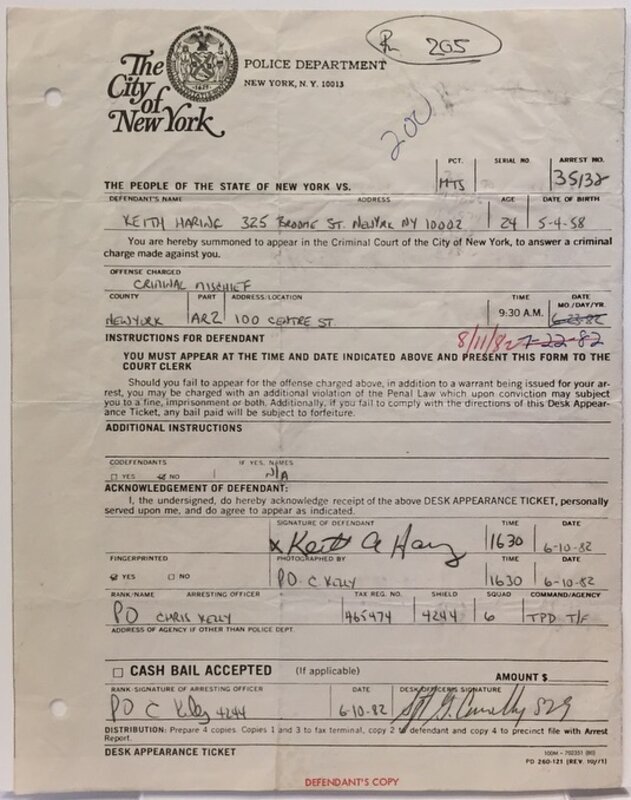 The
City
of
New York
POLICE DEPARTMENT
NEW YORK, N. Y. 10013
205
200
PCT. SERIAL NO. ARREST NO.
THE PEOPLE OF THE STATE OF NEW YORK VS. MTS 35132
DEFENDANT'S NAME ADDRESS AGE DATE OF BIRTH
KEITH HARING 325 BROOME ST. NEWYRK NY 10002 24 5-4-58
You are hereby summoned to appear in the Criminal Court of the City of New York, to answer a criminal
charge made against you.
OFFENSE CHARGED
CRIMINAL MISCHIEF
COUNTY PART ADDRESS/LOCATION TIME DATE
MO./DAY/YR.
NEWYORK AR2 100 CENTRE ST 9:30 A.M. 6-23-82
8/11/82 7-22-82
INSTRUCTIONS FOR DEFENDANT
YOU MUST APPEAR AT THE TIME AND DATE INDICATED ABOVE AND PRESENT THIS FORM TO THE
COURT CLERK
Should you fail to appear for the offense charged above, in addition to a warrant being issued for your ar-
rest, you may be charged with an additional violation of the Penal Law which upon conviction may subject
you to a fine, imprisonment or both. Additionally, if you fail to comply with the directions of this Desk Appear-
ance Ticket, any bail paid will be subject to forfeiture.
ADDITIONAL INSTRUCTIONS
CODEFENDANTS IF YES, NAMES
YES NO N/A
ACKNOWLEDGEMENT OF DEFENDANT:
I, the undersigned, do hereby acknowledge receipt of the above DESK APPEARANCE TICKET, personally
served upon me, and do agree to appear as indicated.
SIGNATURE OF DEFENDANT TIME DATE
x Keith A Haring 1630 6-10-82
FINGERPRINTED PHOTOGRAPHED BY TIME DATE
YES NO PO C KELLY 1630 6-10-82
RANK/NAME ARRESTING OFFICER TAX REG. NO. SHIELD SQUAD COMMAND/AGENCY
PO CHRIS KELLY 465474 4244 6 TPD T/F
ADDRESS OF AGENCY IF OTHER THAN POLICE DEPT.
CASH BAIL ACCEPTED (If applicable) AMOUNT $
RANK-SIGNATURE OF ARRESTING OFFICER DATE DESK OFFICER'S SIGNATURE
PO C Kelly 4244 6-10-82 Sgt
DISTRIBUTION: Prepare 4 copies. Copies 1 and 3 to fax terminal, copy 2 to defendant and copy 4 to precinct file with Arrest
Report.
DESK APPEARANCE TICKET
100M - 702351 (80)
PD 260-121 (REV. 10/71)
DEFENDANT'S COPY